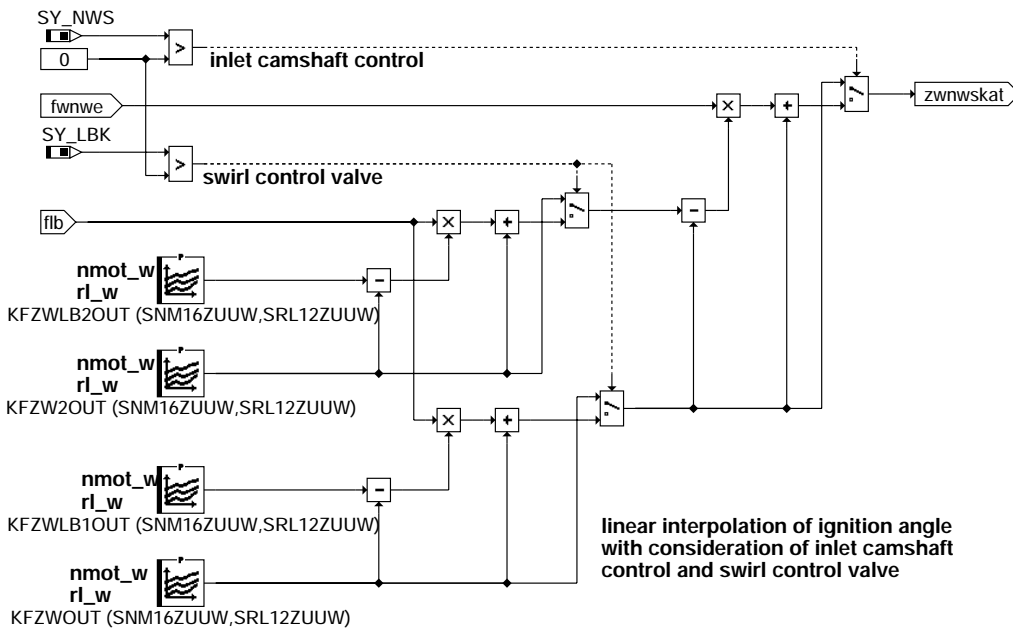 SY_NWS
0
>
inlet camshaft control
fwnwe
×
+
zwnwskat
SY_LBK
>
swirl control valve
flb
×
+
−
P
nmot_w
rl_w
−
KFZWLB2OUT (SNM16ZUUW,SRL12ZUUW)
P
nmot_w
rl_w
KFZW2OUT (SNM16ZUUW,SRL12ZUUW)
×
+
P
nmot_w
rl_w
−
KFZWLB1OUT (SNM16ZUUW,SRL12ZUUW)
linear interpolation of ignition angle
with consideration of inlet camshaft
control and swirl control valve
P
nmot_w
rl_w
KFZWOUT (SNM16ZUUW,SRL12ZUUW)